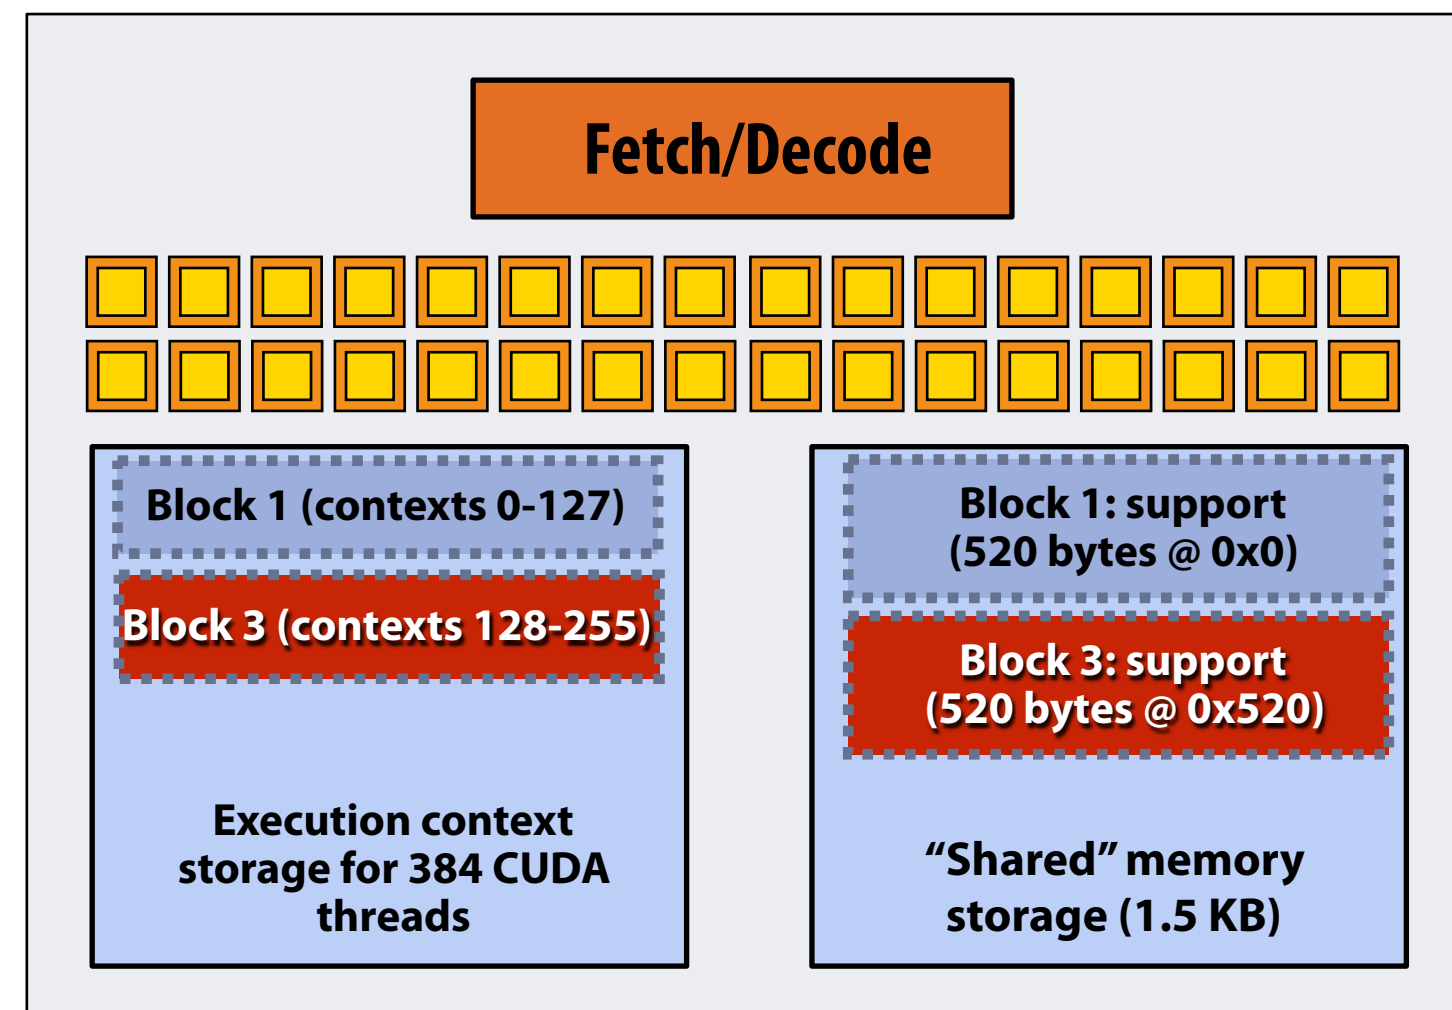 Fetch/Decode
Block 1 (contexts 0-127)
Block 3 (contexts 128-255)
Execution context
storage for 384 CUDA
threads
Block 1: support
(520 bytes @ 0x0)
Block 3: support
(520 bytes @ 0x520)
“Shared” memory
storage (1.5 KB)